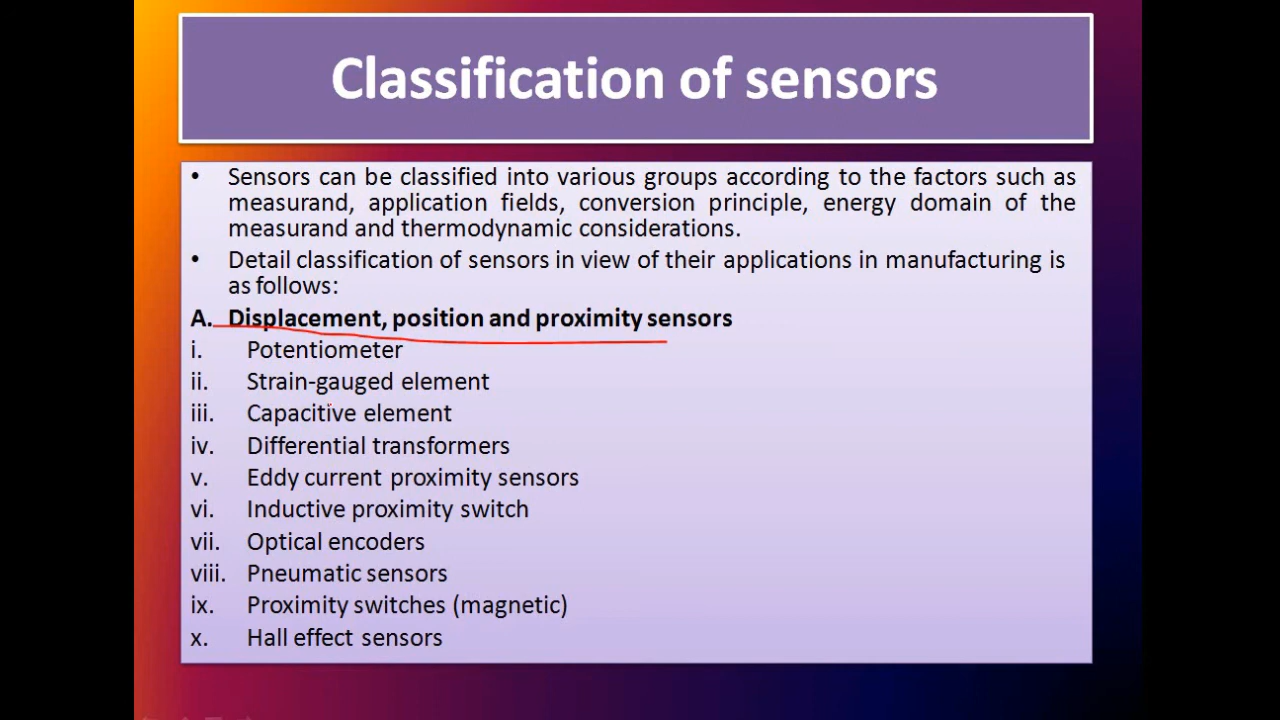 Classification of sensors
• Sensors can be classified into various groups according to the factors such as
measurand, application fields, conversion principle, energy domain of the
measurand and thermodynamic considerations.
• Detail classification of sensors in view of their applications in manufacturing is
as follows:
A. Displacement, position and proximity sensors
i. Potentiometer
ii. Strain-gauged element
iii. Capacitive element
iv. Differential transformers
v. Eddy current proximity sensors
vi. Inductive proximity switch
vii. Optical encoders
viii. Pneumatic sensors
ix. Proximity switches (magnetic)
x. Hall effect sensors